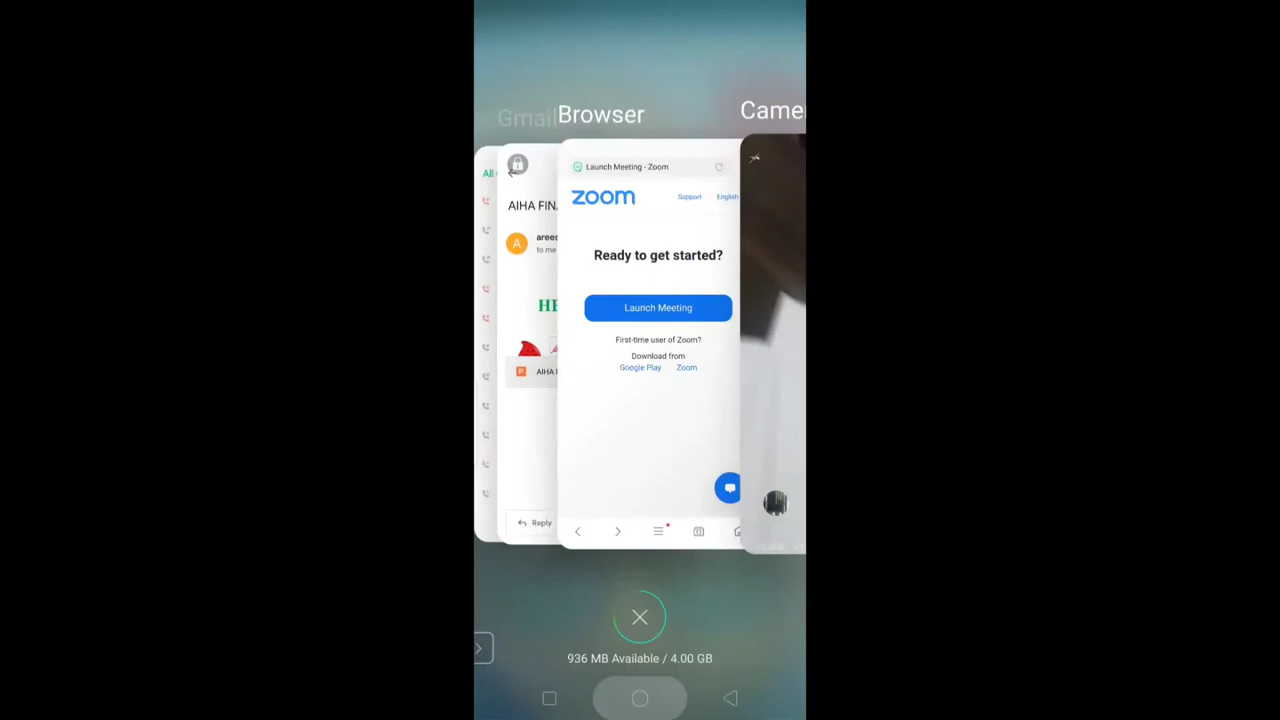 Gmail
Browser
Camer
All
Launch Meeting - Zoom
zoom
Support
English
AIHA FIN
arees
to me
A
Ready to get started?
HE
Launch Meeting
First-time user of Zoom?
Download from
Google Play
Zoom
P
AIHA
Reply
936 MB Available / 4.00 GB